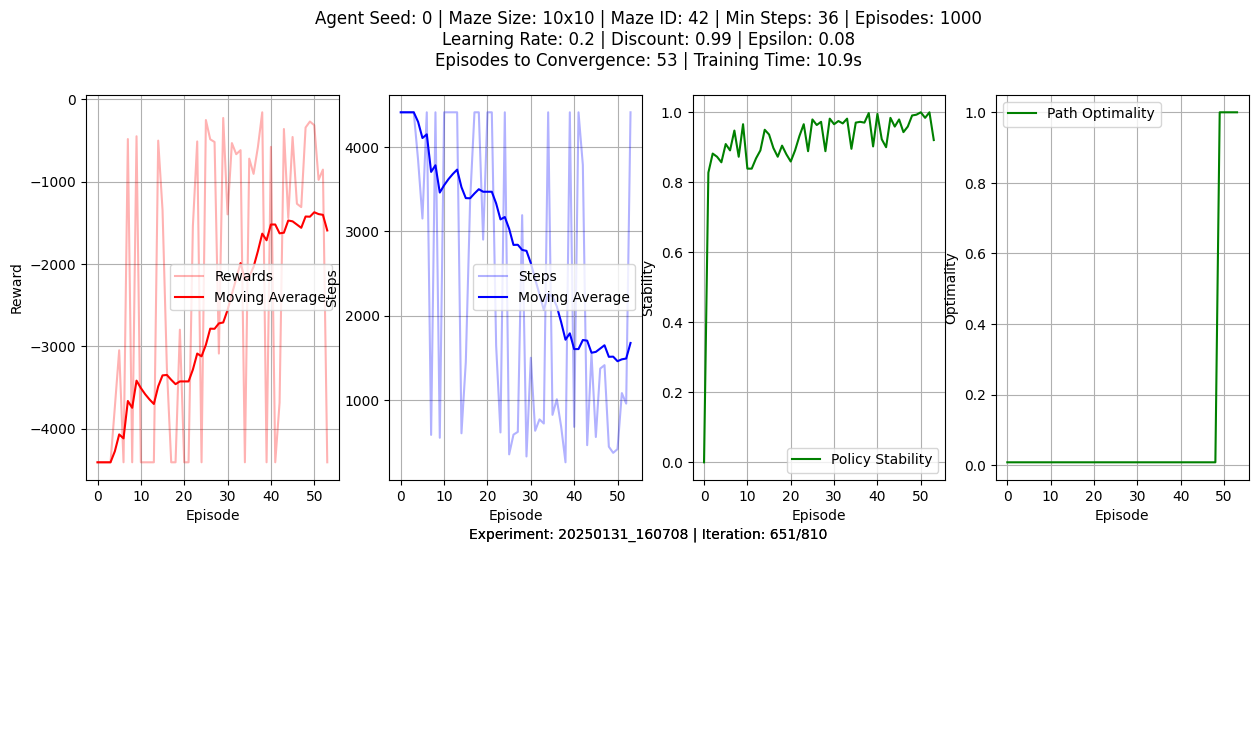 Agent Seed: 0 | Maze Size: 10x10 | Maze ID: 42 | Min Steps: 36 | Episodes: 1000
Learning Rate: 0.2 | Discount: 0.99 | Epsilon: 0.08
Episodes to Convergence: 53 | Training Time: 10.9s
0
−1000
−2000
−3000
−4000
Reward
Rewards
Moving Average
0 10 20 30 40 50
Episode
4000
3000
2000
1000
Steps
Steps
Moving Average
0 10 20 30 40 50
Episode
1.0
0.8
0.6
0.4
0.2
0.0
Stability
Policy Stability
0 10 20 30 40 50
Episode
1.0
0.8
0.6
0.4
0.2
0.0
Optimality
Path Optimality
0 10 20 30 40 50
Episode
Experiment: 20250131_160708 | Iteration: 651/810